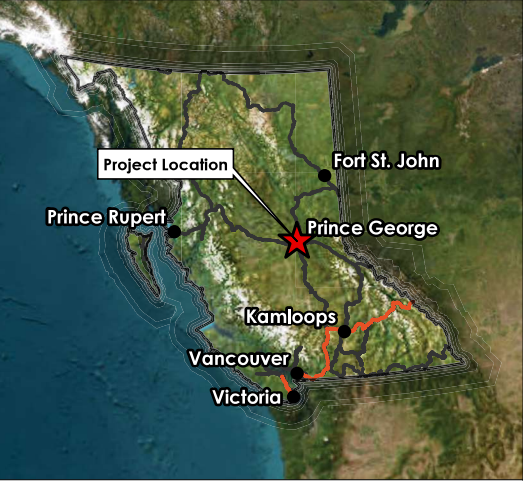 Project Location
Fort St. John
Prince Rupert
Prince George
Kamloops
Vancouver
Victoria